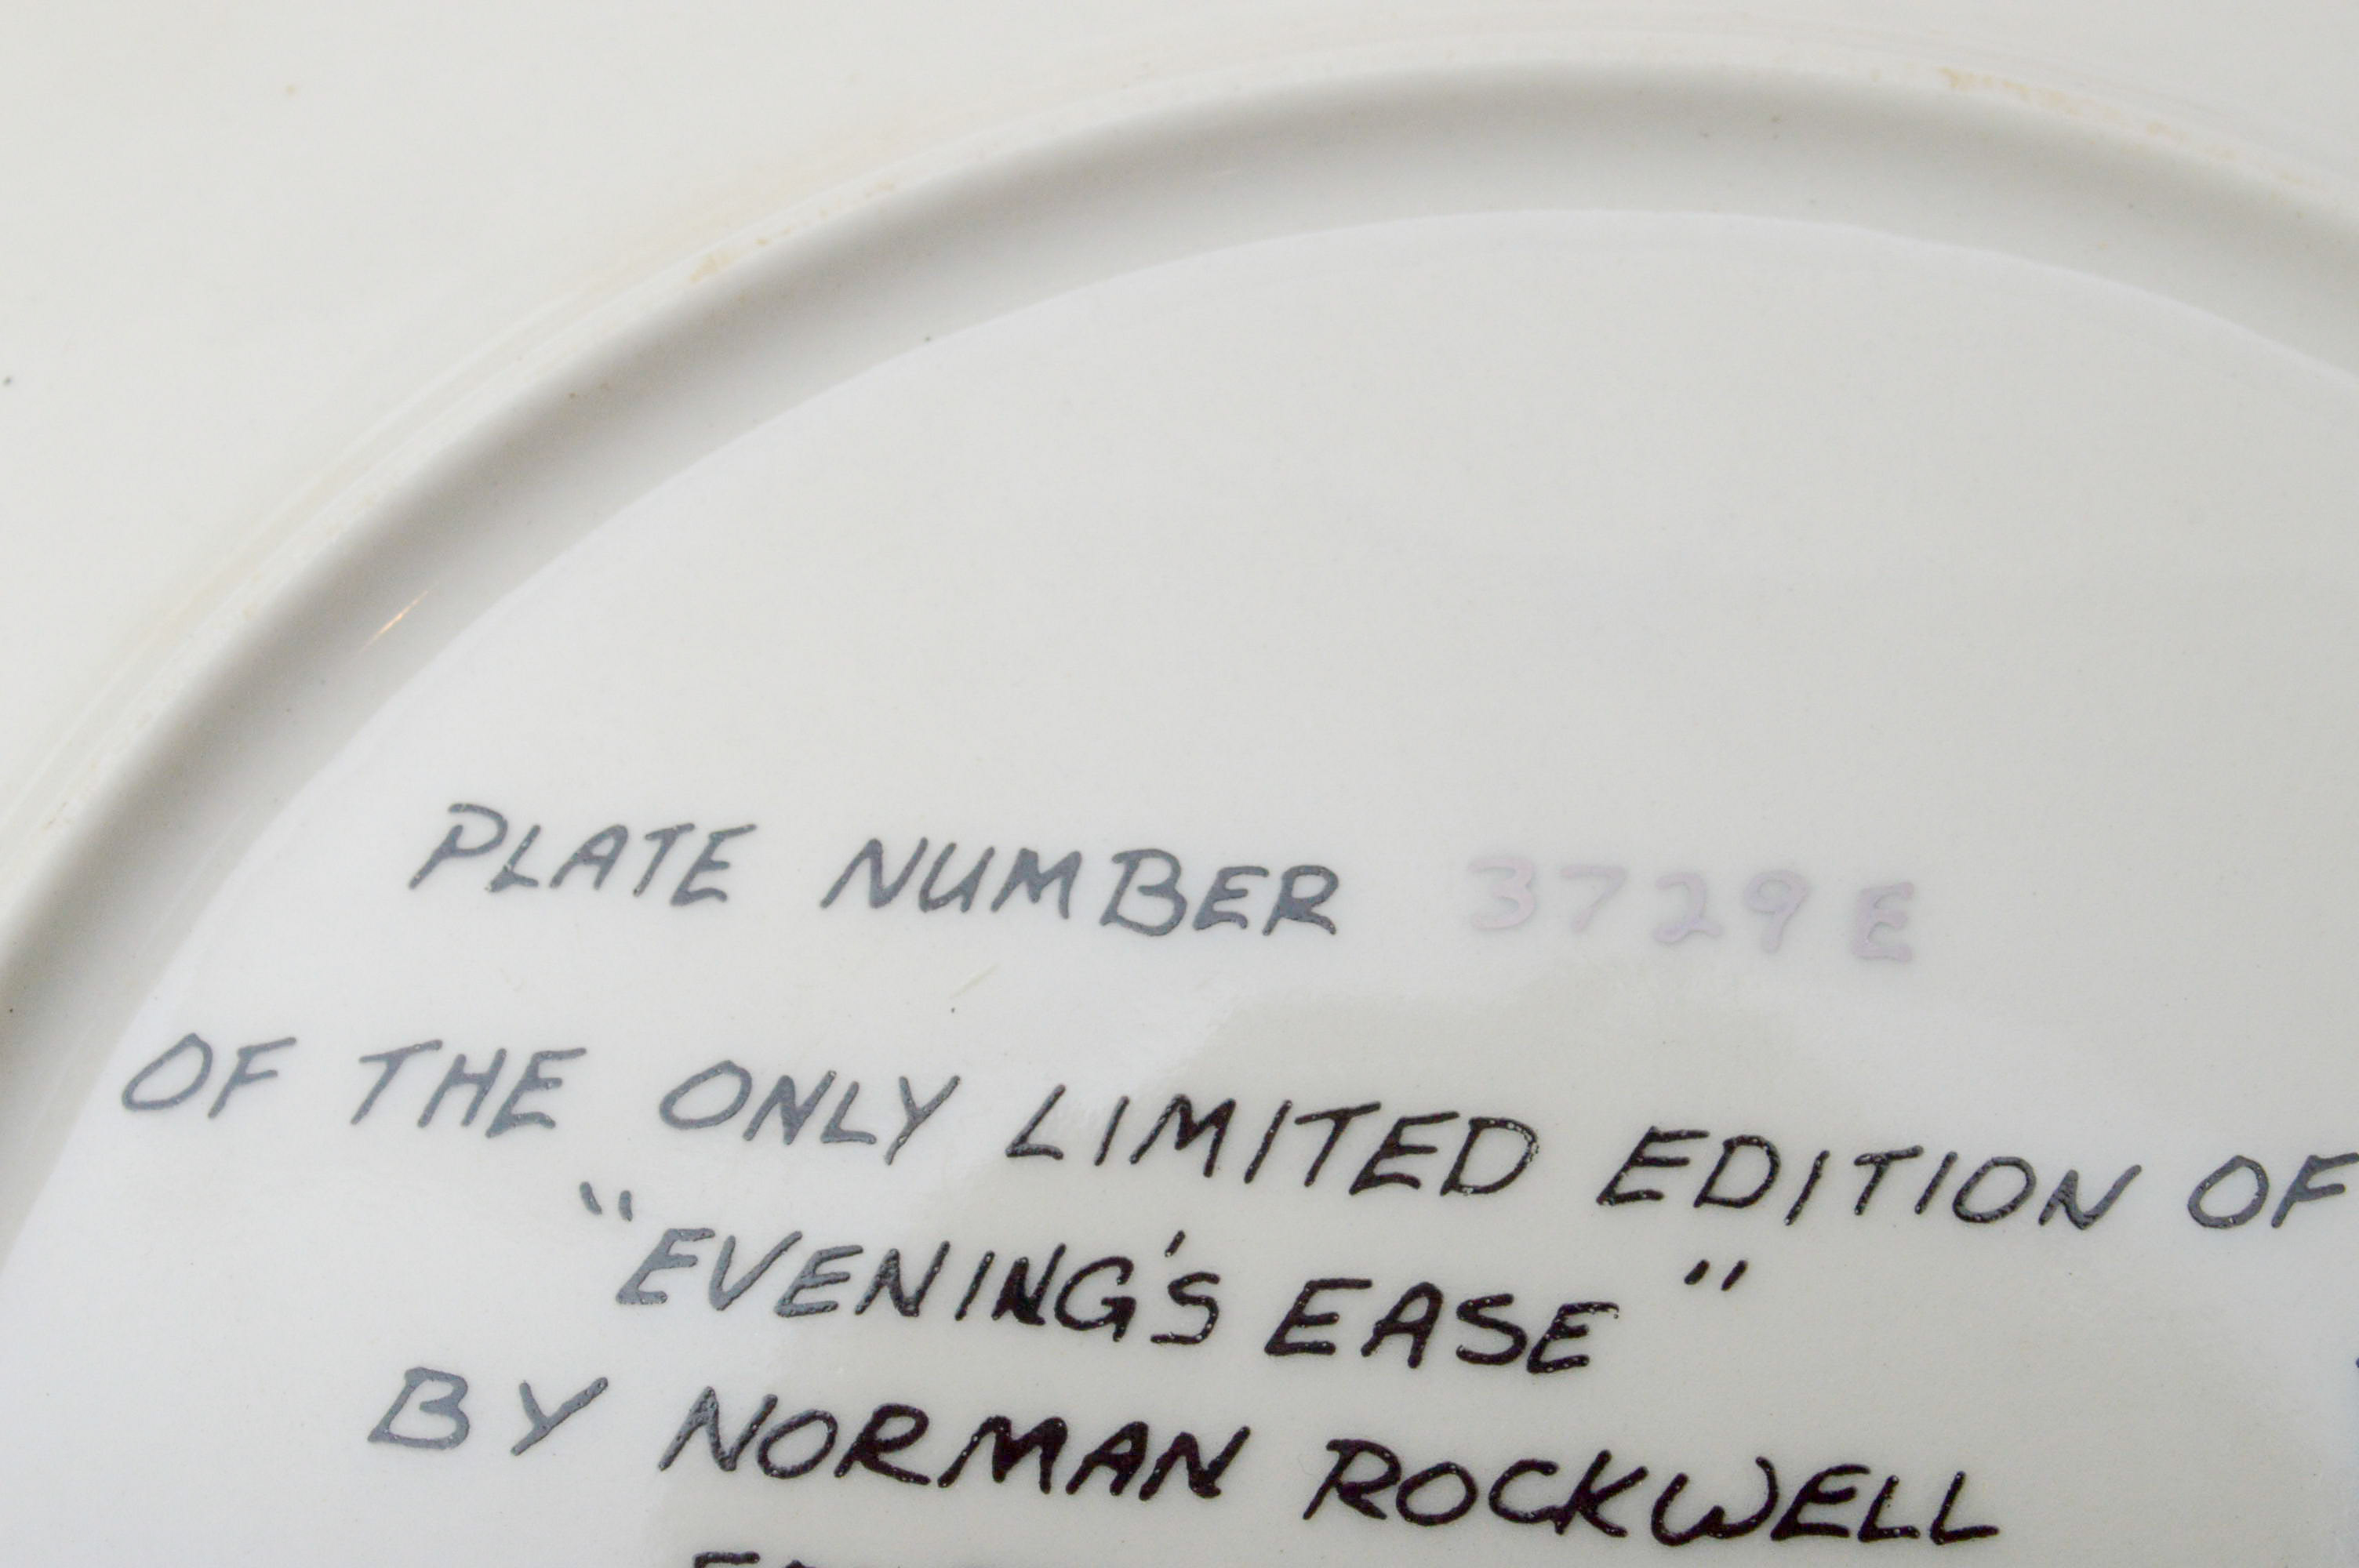 PLATE NUMBER 3729E
OF THE ONLY LIMITED EDITION OF
"EVENING'S EASE"
BY NORMAN ROCKWELL